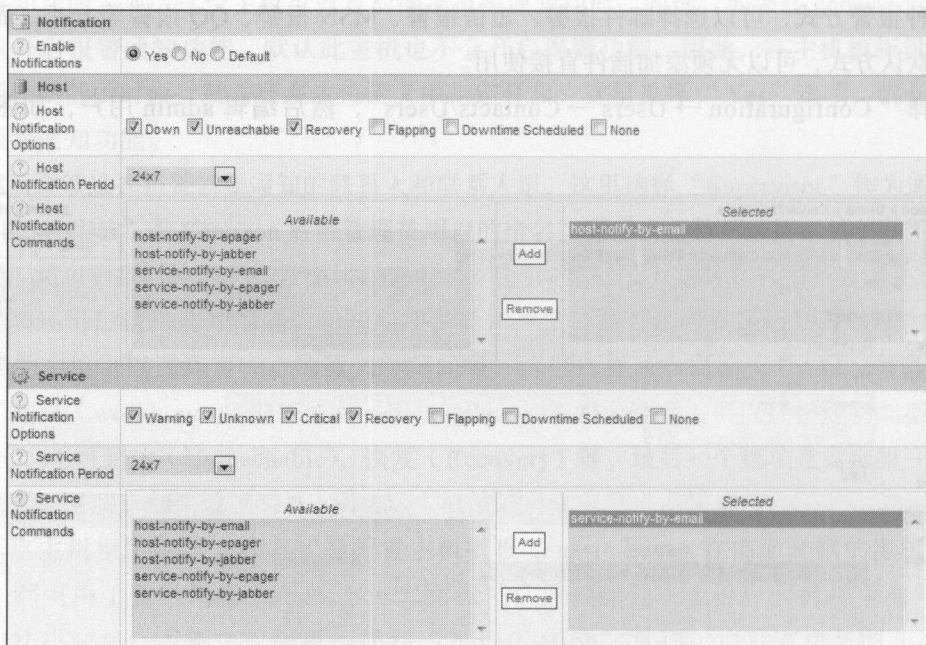 Notification
Enable
Notifications
Yes No Default
Host
Host
Notification
Options
Down Unreachable Recovery Flapping Downtime Scheduled None
Host
Notification Period
24x7
Host
Notification
Commands
Available
host-notify-by-epager
host-notify-by-jabber
service-notify-by-email
service-notify-by-epager
service-notify-by-jabber
Add
Remove
Selected
host-notify-by-email
Service
Service
Notification
Options
Warning Unknown Critical Recovery Flapping Downtime Scheduled None
Service
Notification Period
24x7
Service
Notification
Commands
Available
host-notify-by-email
host-notify-by-epager
host-notify-by-jabber
service-notify-by-epager
service-notify-by-jabber
Add
Remove
Selected
service-notify-by-email